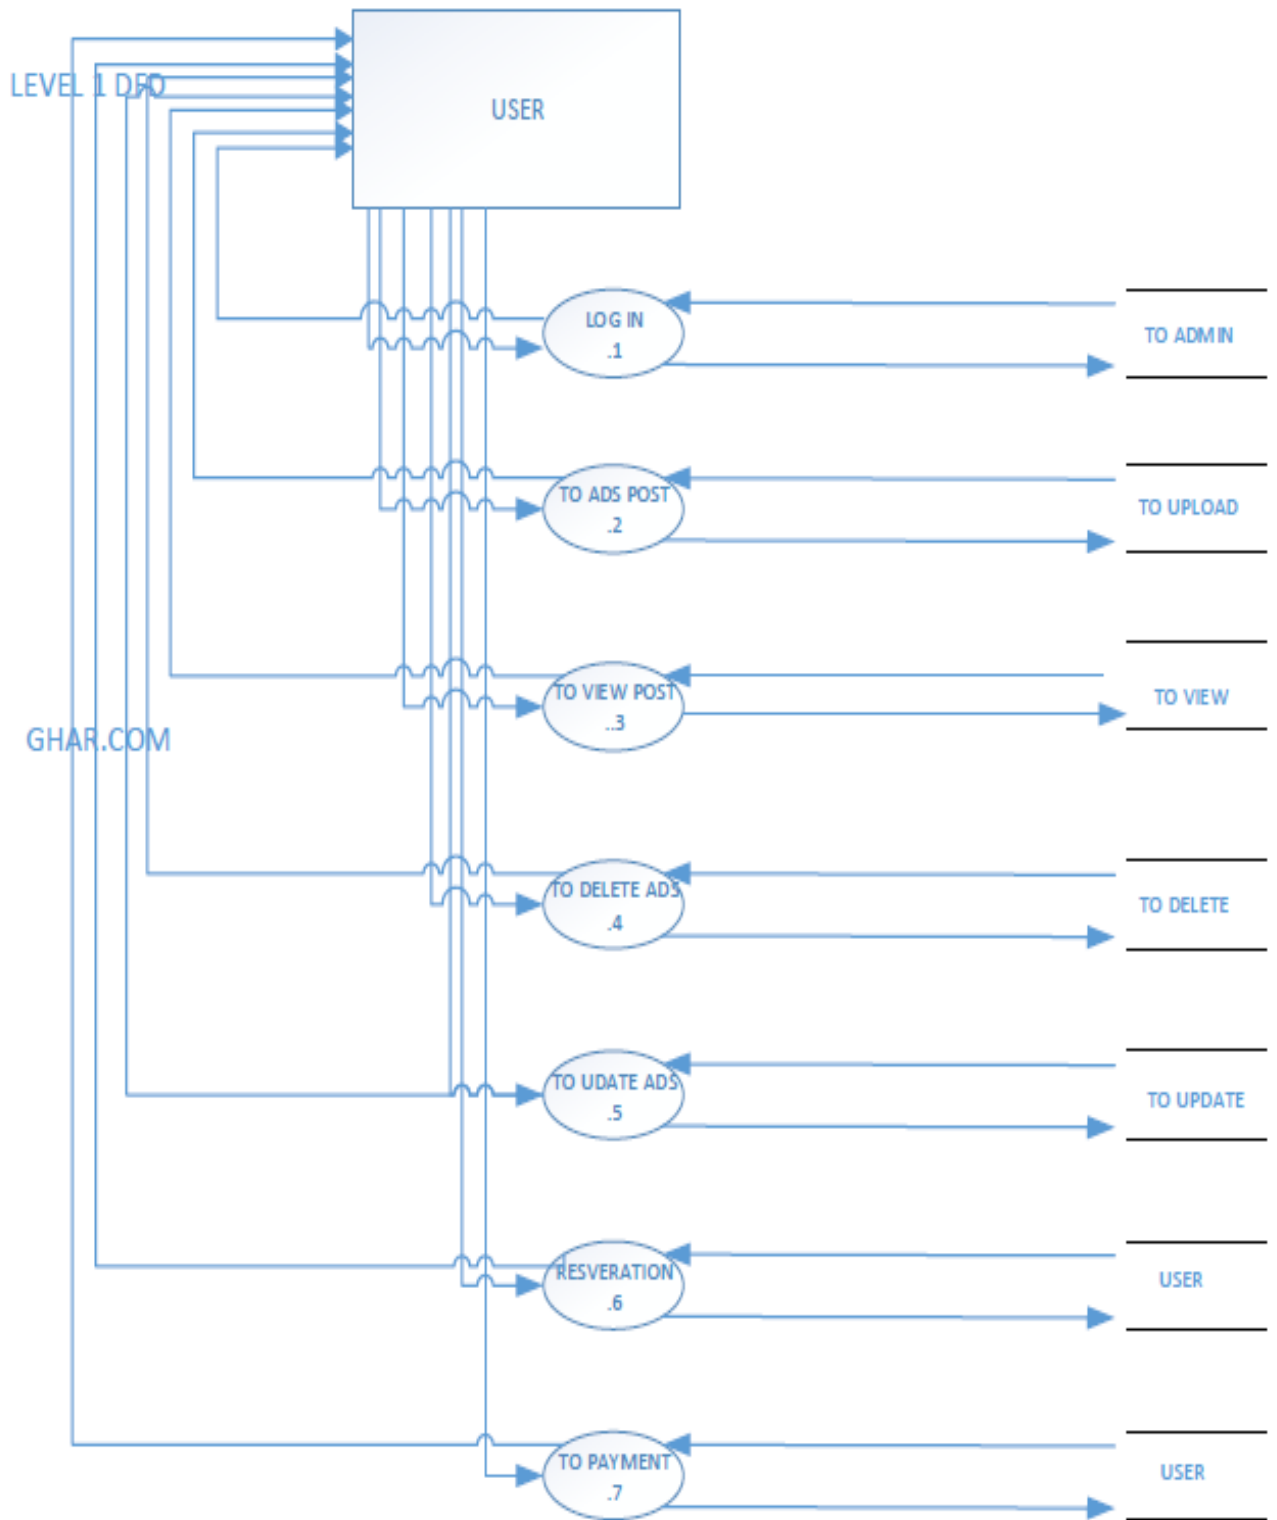 LEVEL 1 DFD
USER
LOG IN
.1
TO ADMIN
TO ADS POST
.2
TO UPLOAD
TO VIEW POST
..3
TO VIEW
GHAR.COM
TO DELETE ADS
.4
TO DELETE
TO UDATE ADS
.5
TO UPDATE
RESVERATION
.6
USER
TO PAYMENT
.7
USER